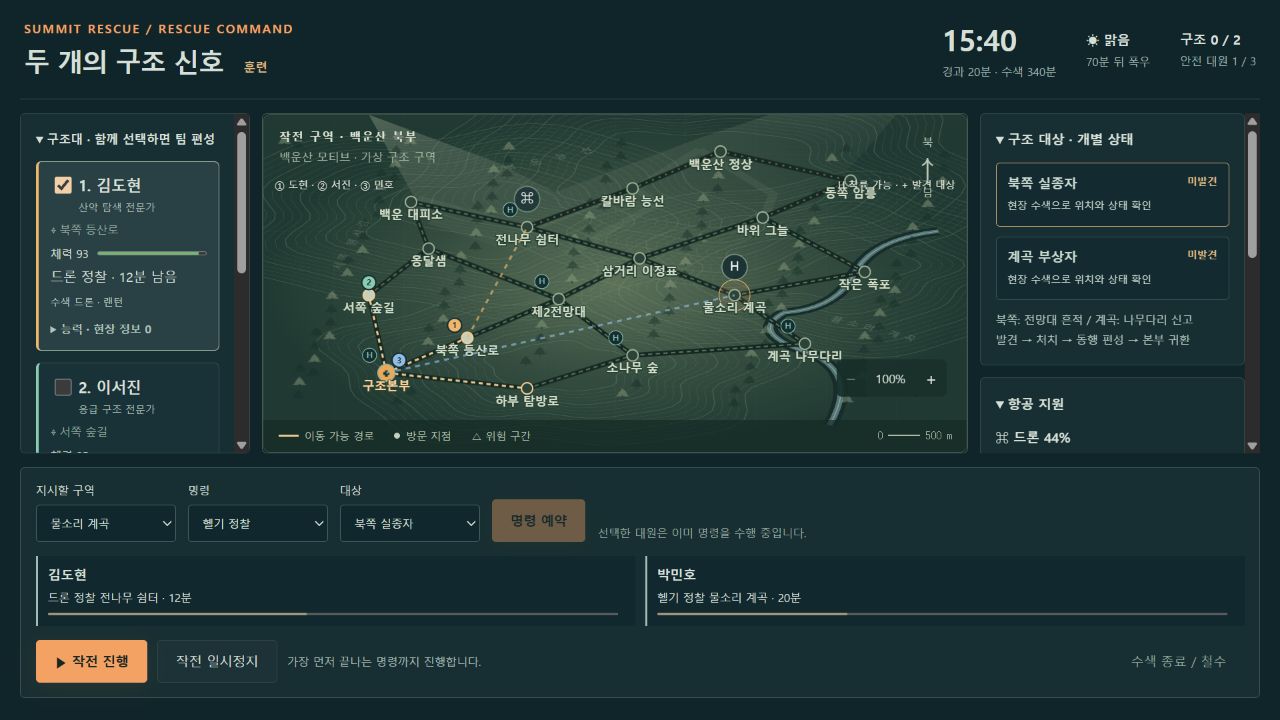 SUMMIT RESCUE / RESCUE COMMAND
두 개의 구조 신호 훈련
15:40
경과 20분 · 수색 340분
맑음
70분 뒤 폭우
구조 0 / 2
안전 대원 1 / 3
▼ 구조대 · 함께 선택하면 팀 편성
1. 김도현
산악 탐색 전문가
⌖ 북쪽 등산로
체력 93
드론 정찰 · 12분 남음
수색 드론 · 랜턴
▶ 능력 · 현장 정보 0
2. 이서진
응급 구조 전문가
⌖ 서쪽 숲길
작전 구역 · 백운산 북부
백운산 모티브 · 가상 구조 구역
① 도현 · ② 서진 · ③ 민호
북
착륙 가능 · + 발견 대상
남
백운산 정상
동쪽 암릉
칼바람 능선
백운 대피소
H
⌘
전나무 쉼터
바위 그늘
옹달샘
삼거리 이정표
H
작은 폭포
2
서쪽 숲길
H
제2전망대
물소리 계곡
1
북쪽 등산로
H
H
계곡 나무다리
H
3
구조본부
소나무 숲
하부 탐방로
− 100% +
이동 가능 경로
방문 지점
△ 위험 구간
0 500 m
▼ 구조 대상 · 개별 상태
북쪽 실종자 미발견
현장 수색으로 위치와 상태 확인
계곡 부상자 미발견
현장 수색으로 위치와 상태 확인
북쪽: 전망대 흔적 / 계곡: 나무다리 신고
발견 → 처치 → 동행 편성 → 본부 귀환
▼ 항공 지원
⌘ 드론 44%
지시할 구역
물소리 계곡
명령
헬기 정찰
대상
북쪽 실종자
명령 예약
선택한 대원은 이미 명령을 수행 중입니다.
김도현
드론 정찰 전나무 쉼터 · 12분
박민호
헬기 정찰 물소리 계곡 · 20분
▶ 작전 진행
작전 일시정지
가장 먼저 끝나는 명령까지 진행합니다.
수색 종료 / 철수